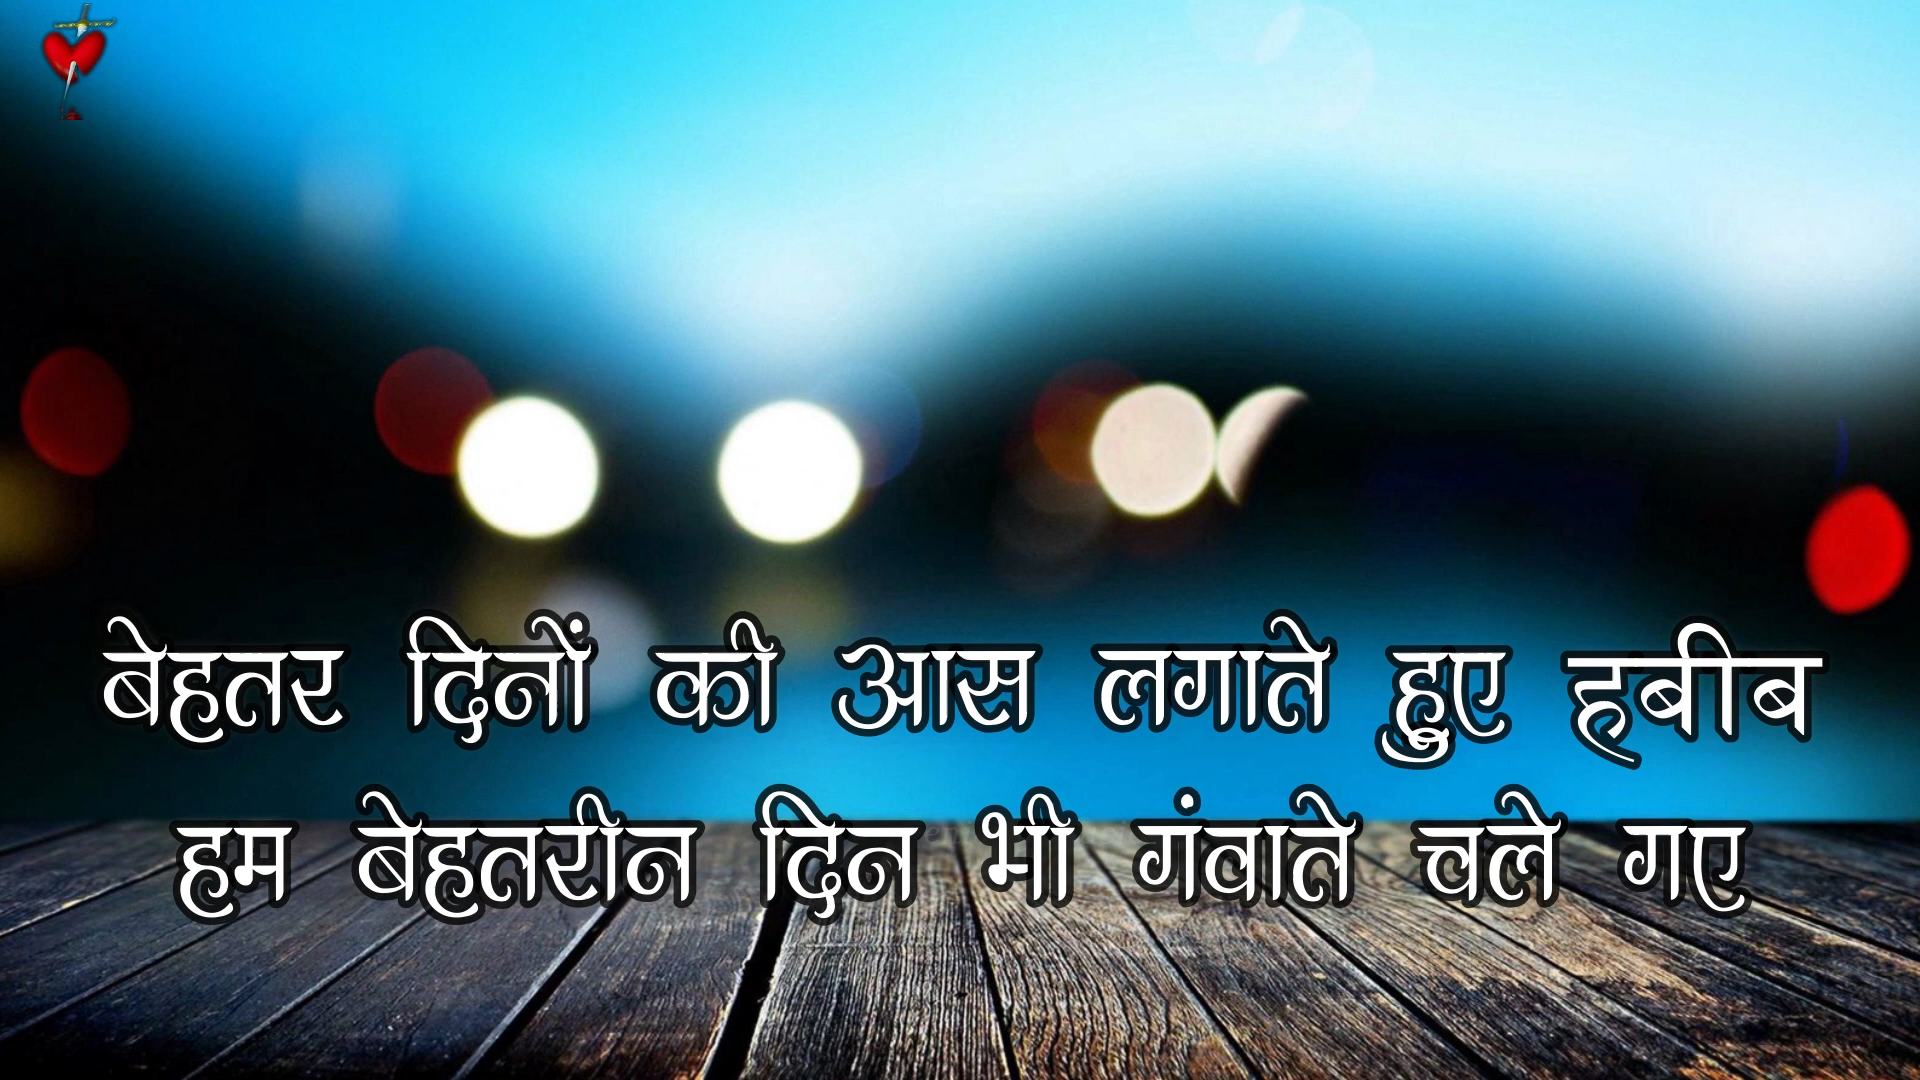 बेहतर दिनों की आस लगाते हुए हबीब
हम बेहतरीन दिन भी गंवाते चले गए